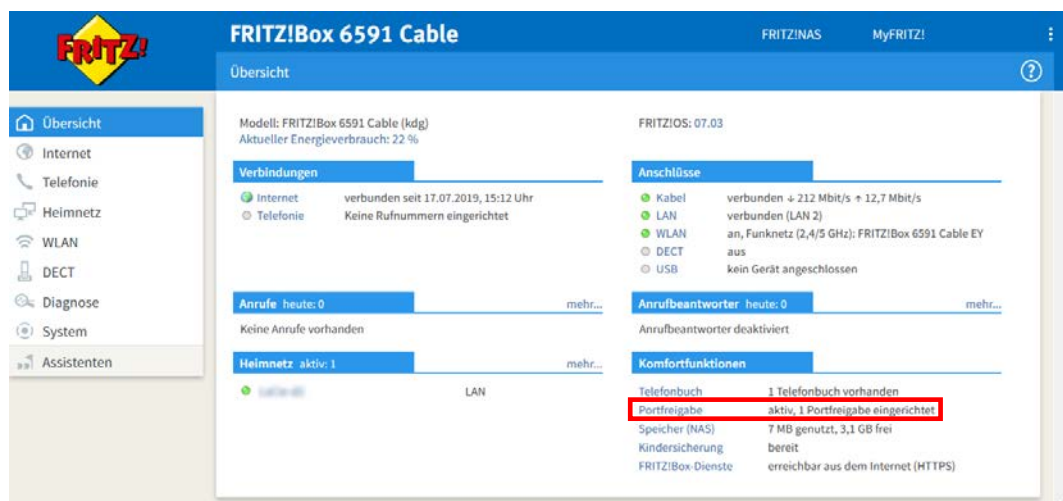 FRITZ!
FRITZ!Box 6591 Cable
FRITZ!NAS
MyFRITZ!
Übersicht
Übersicht
Internet
Telefonie
Heimnetz
WLAN
DECT
Diagnose
System
Assistenten
Modell: FRITZ!Box 6591 Cable (kdg)
Aktueller Energieverbrauch: 22 %
FRITZ!OS: 07.03
Verbindungen
Internet verbunden seit 17.07.2019, 15:12 Uhr
Telefonie Keine Rufnummern eingerichtet
Anschlüsse
Kabel verbunden ↓ 212 Mbit/s ↑ 12,7 Mbit/s
LAN verbunden (LAN 2)
WLAN an, Funknetz (2,4/5 GHz): FRITZ!Box 6591 Cable EY
DECT aus
USB kein Gerät angeschlossen
Anrufe heute: 0 mehr...
Keine Anrufe vorhanden
Anrufbeantworter heute: 0 mehr...
Anrufbeantworter deaktiviert
Heimnetz aktiv: 1 mehr...
LAN
Komfortfunktionen
Telefonbuch 1 Telefonbuch vorhanden
Portfreigabe aktiv, 1 Portfreigabe eingerichtet
Speicher (NAS) 7 MB genutzt, 3,1 GB frei
Kindersicherung bereit
FRITZ!Box-Dienste erreichbar aus dem Internet (HTTPS)